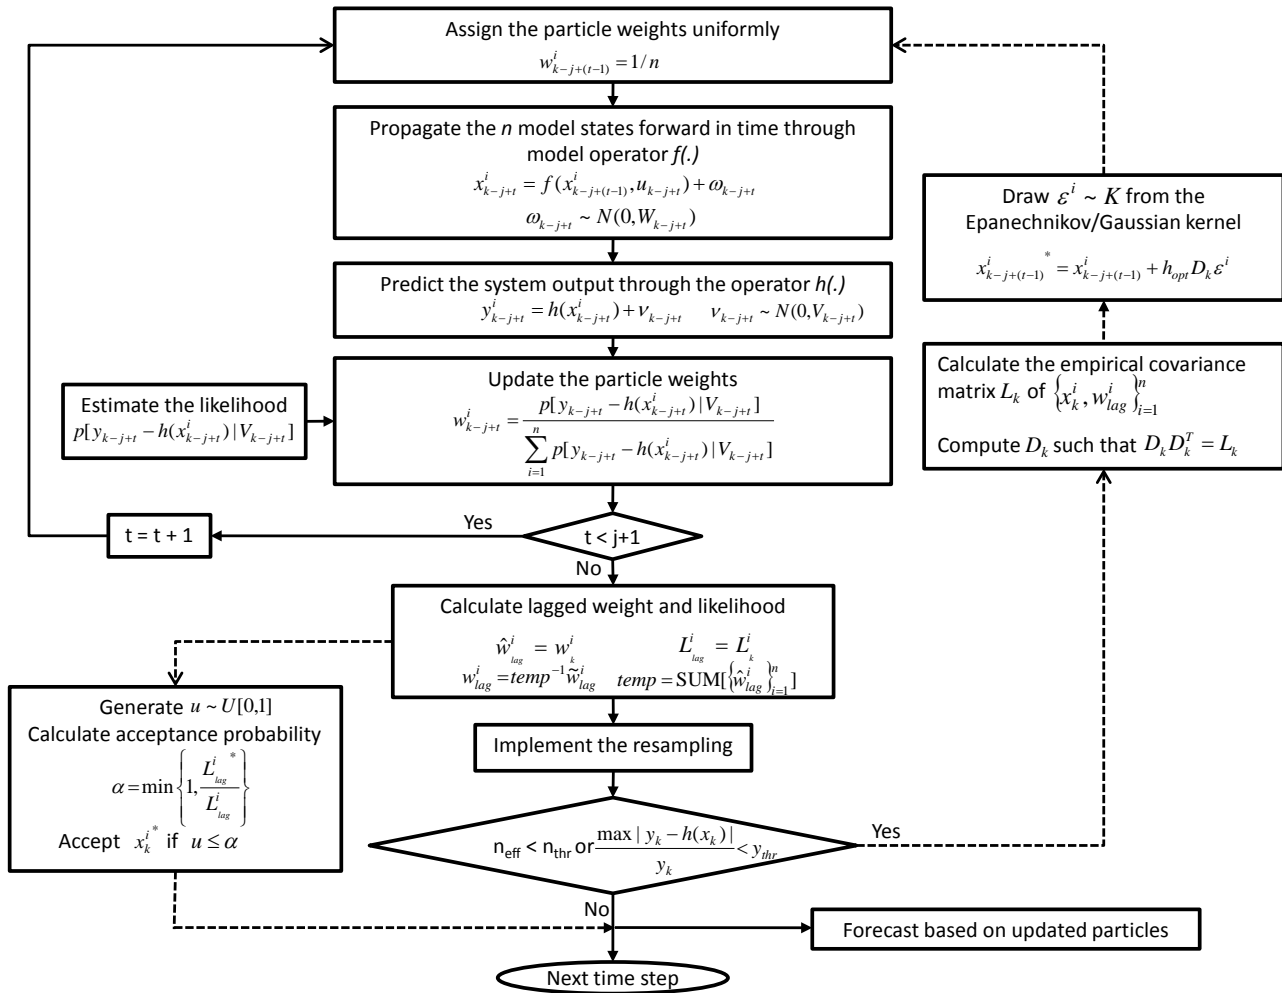 Assign the particle weights uniformly
w^i_{k-j+(t-1)} = 1/n
Propagate the n model states forward in time through
model operator f(.)
x^i_{k-j+t} = f(x^i_{k-j+(t-1)}, u_{k-j+t}) + ω_{k-j+t}
ω_{k-j+t} ~ N(0, W_{k-j+t})
Predict the system output through the operator h(.)
y^i_{k-j+t} = h(x^i_{k-j+t}) + ν_{k-j+t}    ν_{k-j+t} ~ N(0, V_{k-j+t})
Estimate the likelihood
p[y_{k-j+t} − h(x^i_{k-j+t}) | V_{k-j+t}]
Update the particle weights
w^i_{k-j+t} = p[y_{k-j+t} − h(x^i_{k-j+t}) | V_{k-j+t}] / ∑_{i=1}^n p[y_{k-j+t} − h(x^i_{k-j+t}) | V_{k-j+t}]
t < j+1
Yes
t = t + 1
No
Calculate lagged weight and likelihood
ŵ^i_{lag} = w^i_k    L^i_{lag} = L^i_k
w^i_{lag} = temp^{-1} w̃^i_{lag}    temp = SUM[{ŵ^i_{lag}}^n_{i=1}]
Implement the resampling
n_eff < n_thr or max | y_k − h(x_k) | / y_k < y_thr
Yes
No
Calculate the empirical covariance
matrix L_k of {x^i_k, w^i_{lag}}^n_{i=1}
Compute D_k such that D_k D_k^T = L_k
Draw ε^i ~ K from the
Epanechnikov/Gaussian kernel
x^i_{k-j+(t-1)}^* = x^i_{k-j+(t-1)} + h_{opt} D_k ε^i
Generate u ~ U[0,1]
Calculate acceptance probability
α = min{1, L^i_{lag}^* / L^i_{lag}}
Accept x_k^{i*} if u ≤ α
Forecast based on updated particles
Next time step